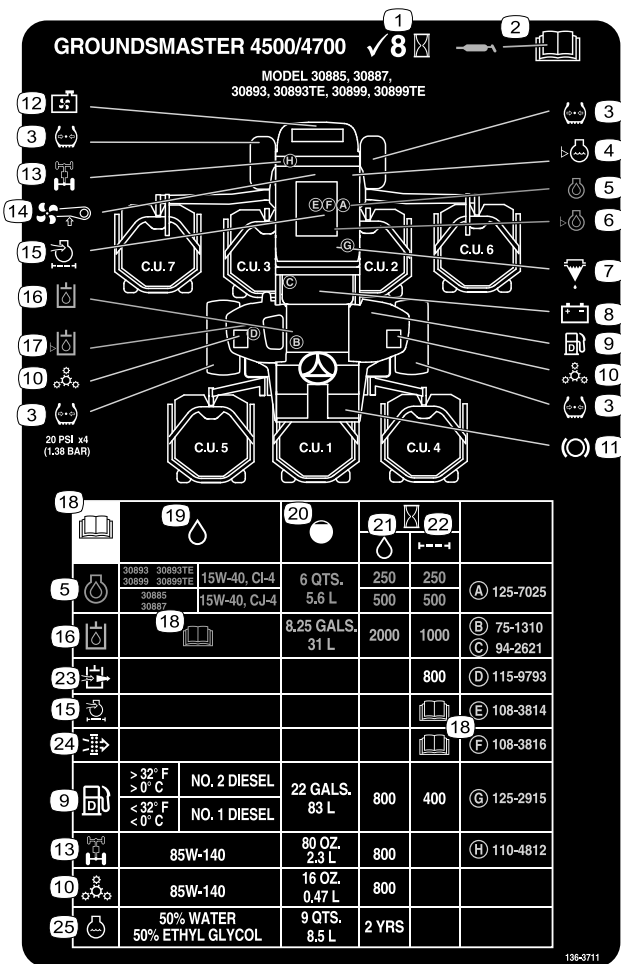 1
2
GROUNDSMASTER 4500/4700 ✓8
MODEL 30885, 30887,
30893, 30893TE, 30899, 30899TE
12
3
3
4
13
H
14
E F A
5
6
15
G
C.U. 7
C.U. 3
C.U. 2
C.U. 6
7
16
C
8
17
D
B
9
10
10
3
3
20 PSI x4
(1.38 BAR)
C.U. 5
C.U. 1
C.U. 4
11
18
19
20
21
22
5
30893 30893TE
30899 30899TE
15W-40, CI-4
6 QTS.
5.6 L
250
250
A 125-7025
30885
30887
15W-40, CJ-4
500
500
16
18
8.25 GALS.
31 L
2000
1000
B 75-1310
C 94-2621
23
800
D 115-9793
15
E 108-3814
18
24
F 108-3816
9
D
> 32° F
> 0° C
NO. 2 DIESEL
22 GALS.
83 L
800
400
G 125-2915
< 32° F
< 0° C
NO. 1 DIESEL
13
85W-140
80 OZ.
2.3 L
800
H 110-4812
10
85W-140
16 OZ.
0.47 L
800
25
50% WATER
50% ETHYL GLYCOL
9 QTS.
8.5 L
2 YRS
136-3711